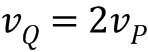 v_Q = 2v_P